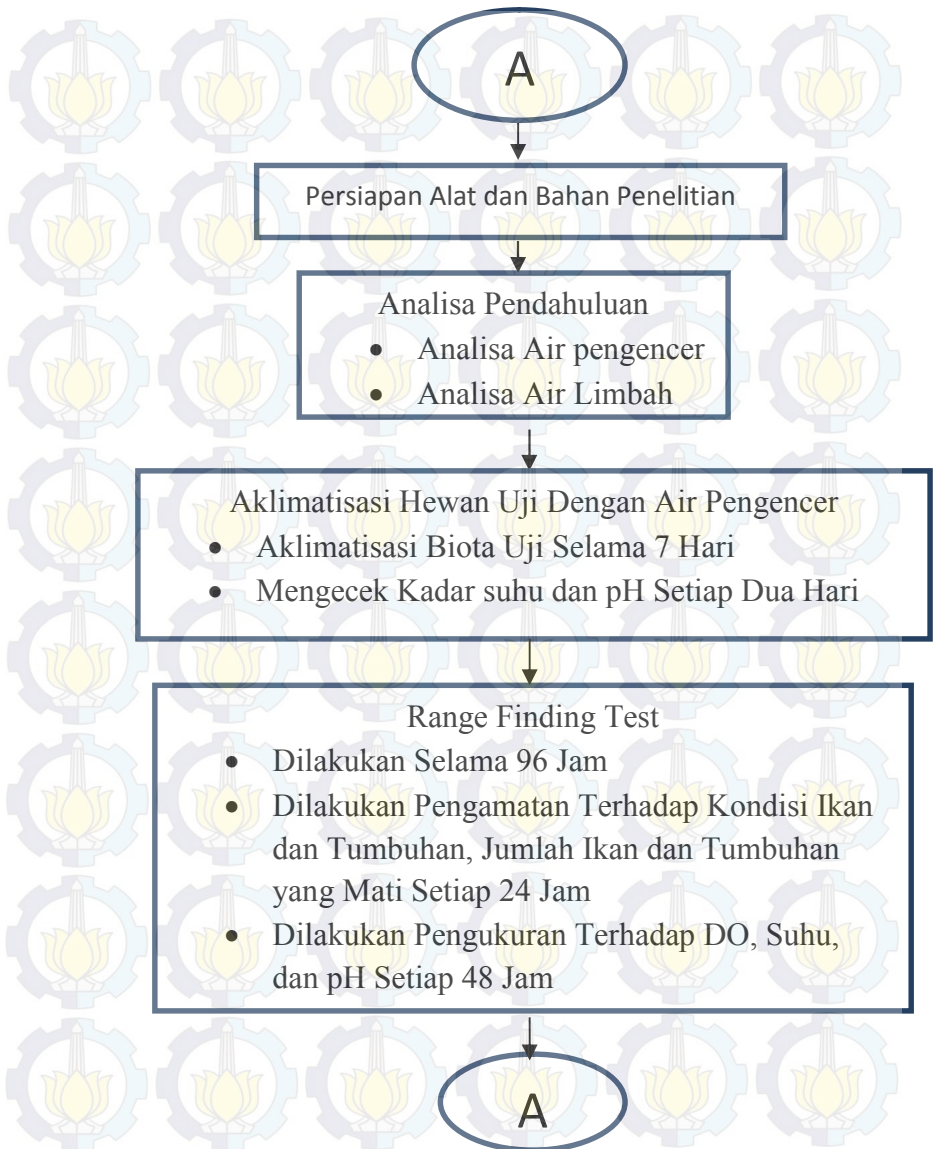 A
Persiapan Alat dan Bahan Penelitian
Analisa Pendahuluan
• Analisa Air pengencer
• Analisa Air Limbah
Aklimatisasi Hewan Uji Dengan Air Pengencer
• Aklimatisasi Biota Uji Selama 7 Hari
• Mengecek Kadar suhu dan pH Setiap Dua Hari
Range Finding Test
• Dilakukan Selama 96 Jam
• Dilakukan Pengamatan Terhadap Kondisi Ikan
dan Tumbuhan, Jumlah Ikan dan Tumbuhan
yang Mati Setiap 24 Jam
• Dilakukan Pengukuran Terhadap DO, Suhu,
dan pH Setiap 48 Jam
A